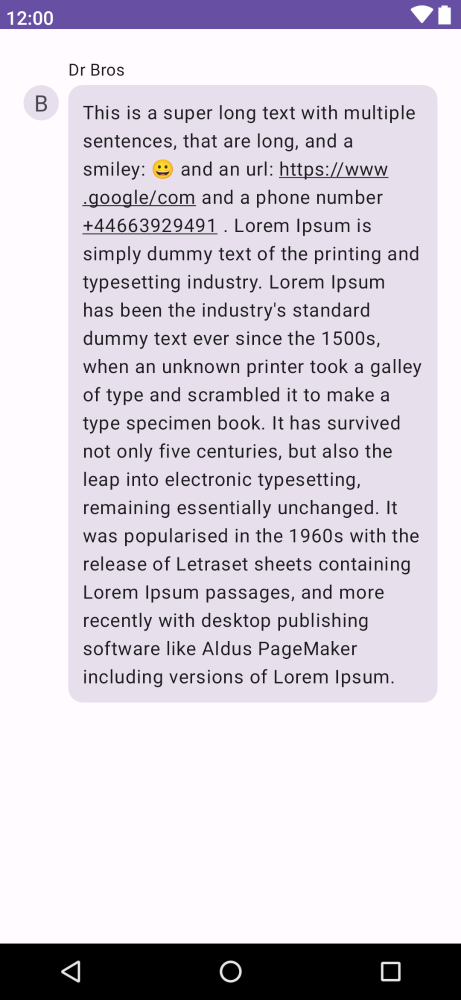 12:00
Dr Bros
B
This is a super long text with multiple
sentences, that are long, and a
smiley: 😀 and an url: https://www
.google/com and a phone number
+44663929491 . Lorem Ipsum is
simply dummy text of the printing and
typesetting industry. Lorem Ipsum
has been the industry's standard
dummy text ever since the 1500s,
when an unknown printer took a galley
of type and scrambled it to make a
type specimen book. It has survived
not only five centuries, but also the
leap into electronic typesetting,
remaining essentially unchanged. It
was popularised in the 1960s with the
release of Letraset sheets containing
Lorem Ipsum passages, and more
recently with desktop publishing
software like Aldus PageMaker
including versions of Lorem Ipsum.